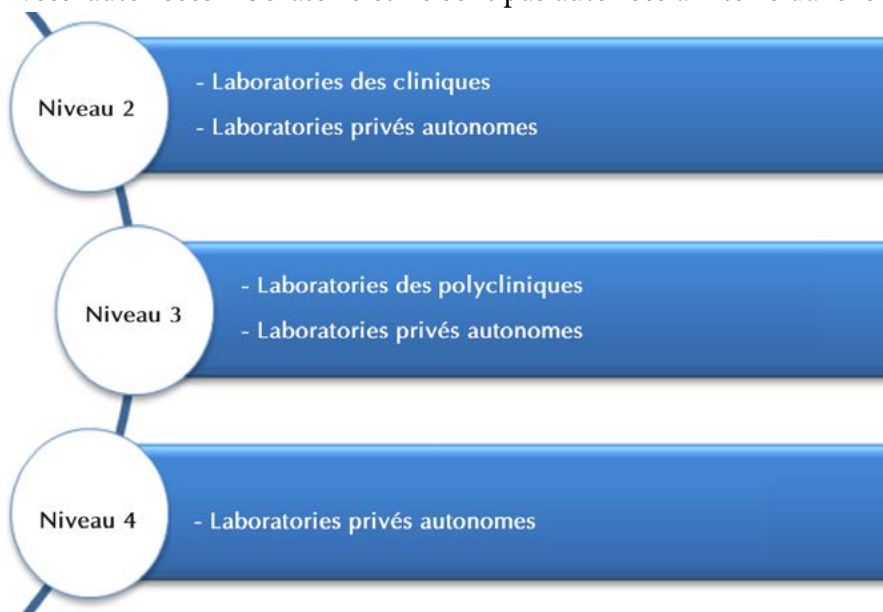 Niveau 2
- Laboratories des cliniques
- Laboratories privés autonomes
Niveau 3
- Laboratories des polycliniques
- Laboratories privés autonomes
Niveau 4
- Laboratories privés autonomes